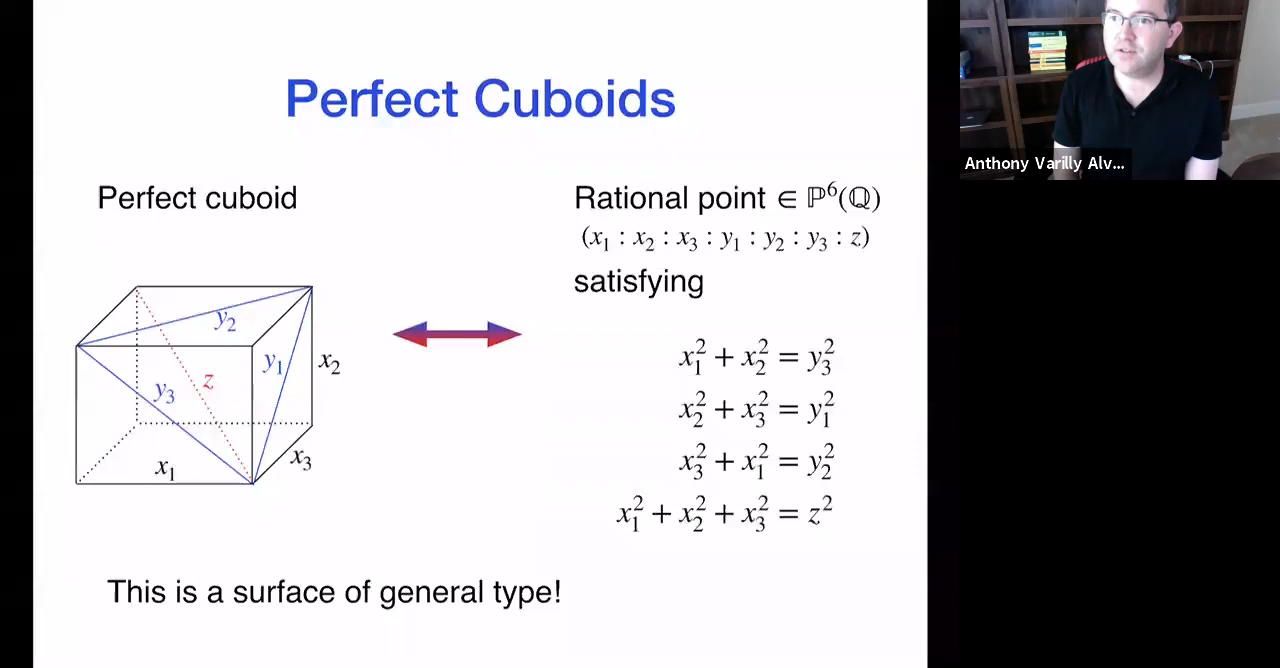 Perfect Cuboids
Anthony Varilly Alv...
Perfect cuboid
Rational point ∈ ℙ⁶(ℚ)
(x₁ : x₂ : x₃ : y₁ : y₂ : y₃ : z)
satisfying
y₂
y₁
x₂
y₃
z
x₁
x₃
x₁² + x₂² = y₃²
x₂² + x₃² = y₁²
x₃² + x₁² = y₂²
x₁² + x₂² + x₃² = z²
This is a surface of general type!